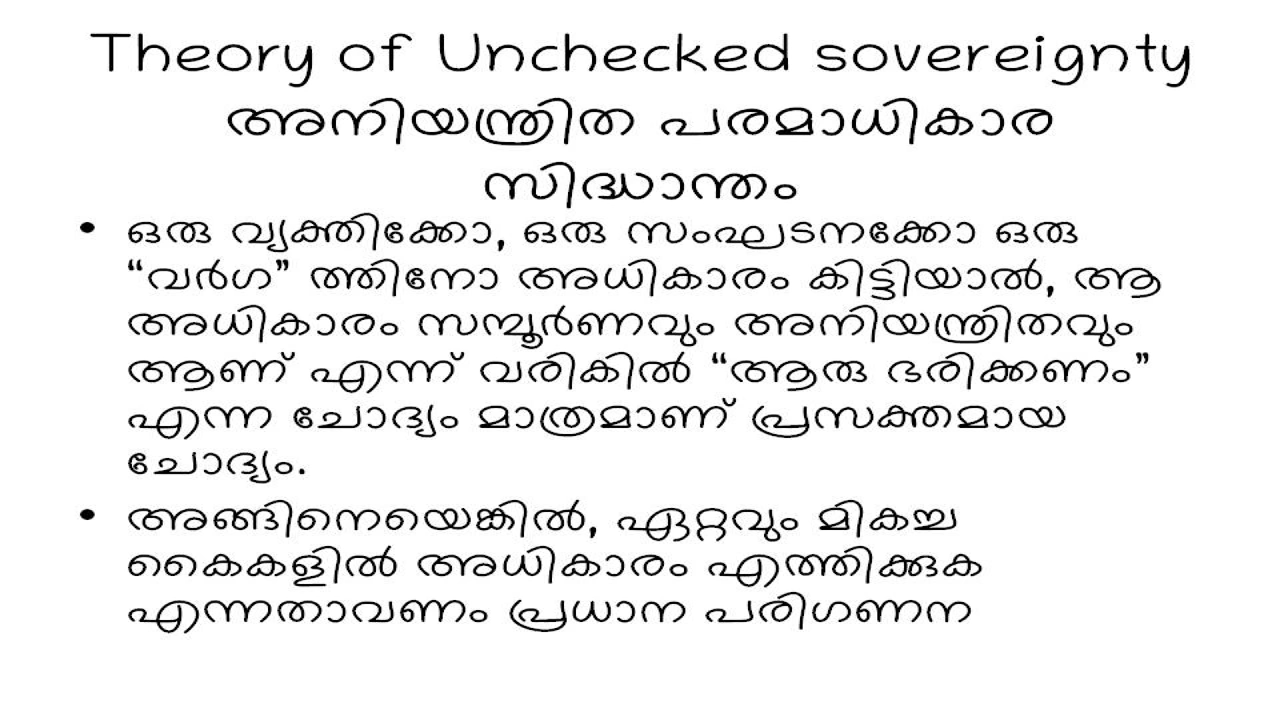 Theory of Unchecked sovereignty
അനിയന്ത്രിത പരമാധികാര
സിദ്ധാന്തം
• ഒരു വ്യക്തിക്കോ, ഒരു സംഘടനക്കോ ഒരു
“വർഗ” ത്തിനോ അധികാരം കിട്ടിയാൽ, ആ
അധികാരം സമ്പൂർണവും അനിയന്ത്രിതവും
ആണ് എന്ന് വരികിൽ “ആരു ഭരിക്കണം”
എന്ന ചോദ്യം മാത്രമാണ് പ്രസക്തമായ
ചോദ്യം.
• അങ്ങിനെയെങ്കിൽ, ഏറ്റവും മികച്ച
കൈകളിൽ അധികാരം എത്തിക്കുക
എന്നതാവണം പ്രധാന പരിഗണന